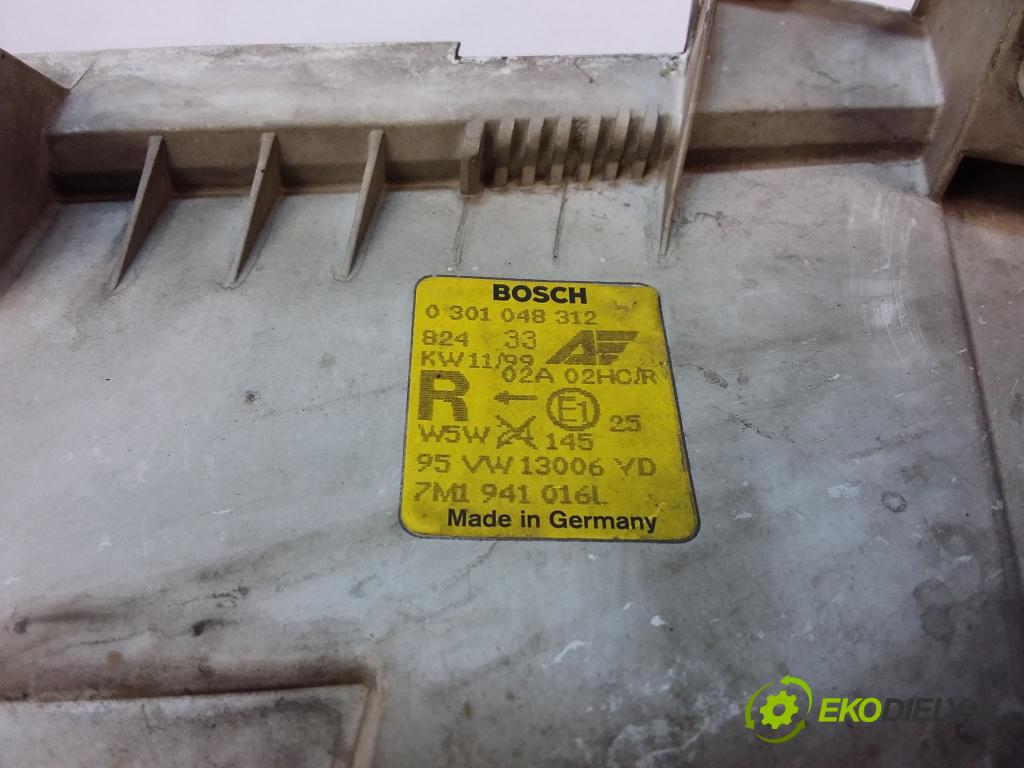 BOSCH
0 301 048 312
824 33
KW 11/99 AF
02A 02HC/R
R ← E1 25
W5W 145
95 VW 13006 YD
7M1 941 016L
Made in Germany
EKODIELY